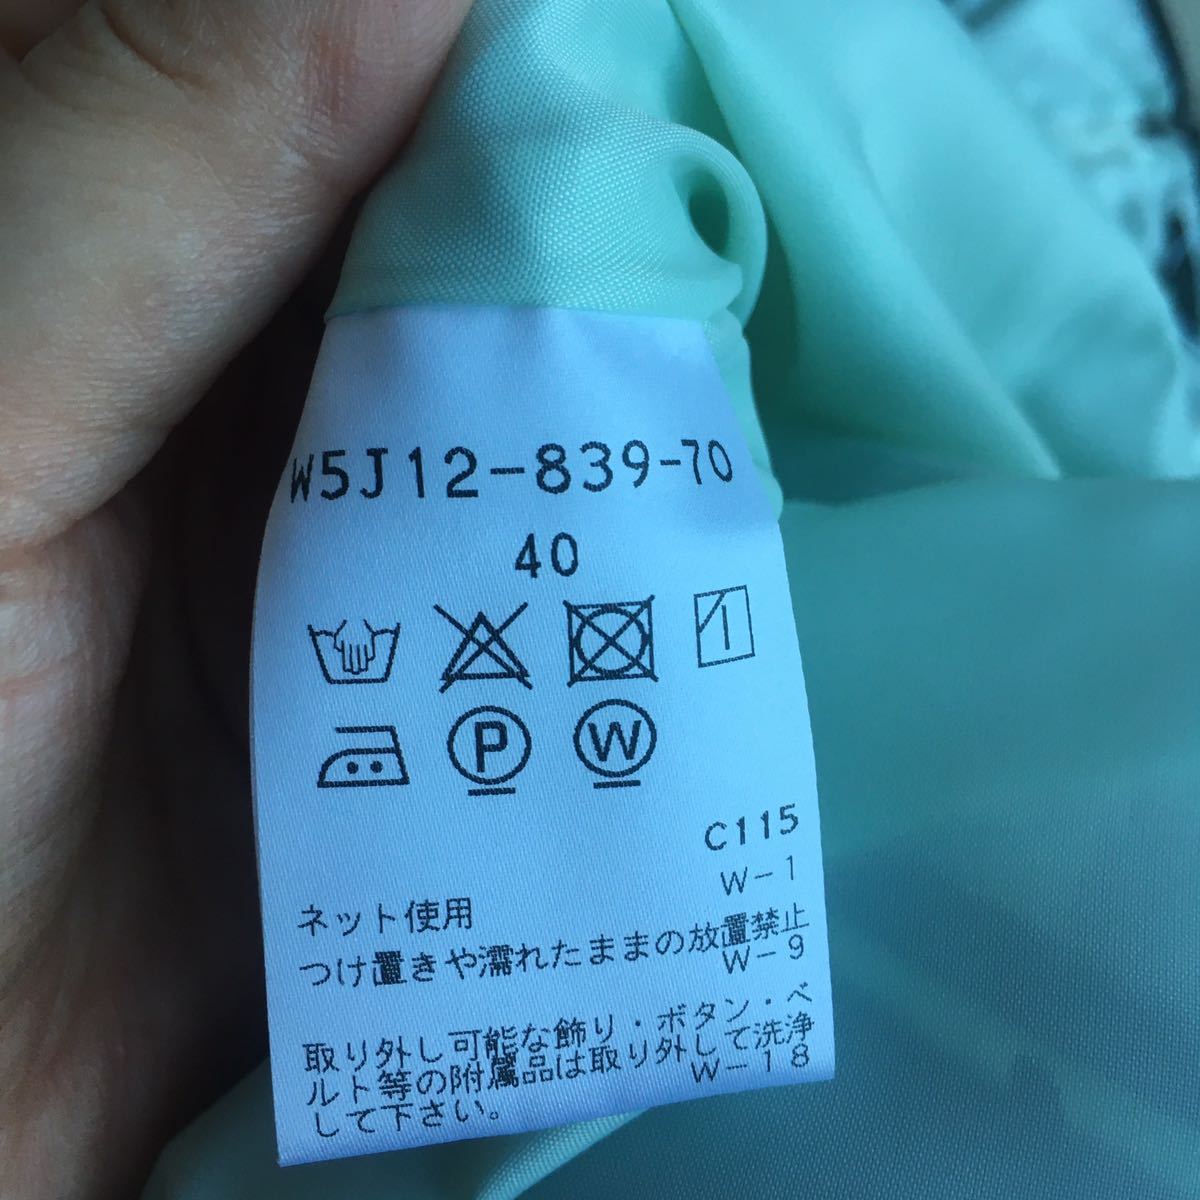 W5J12-839-70
40
1
P
W
C115
W-1
ネット使用
つけ置きや濡れたままの放置禁止
W-9
取り外し可能な飾り・ボタン・ベ
ルト等の付属品は取り外して洗浄
W-18
して下さい。